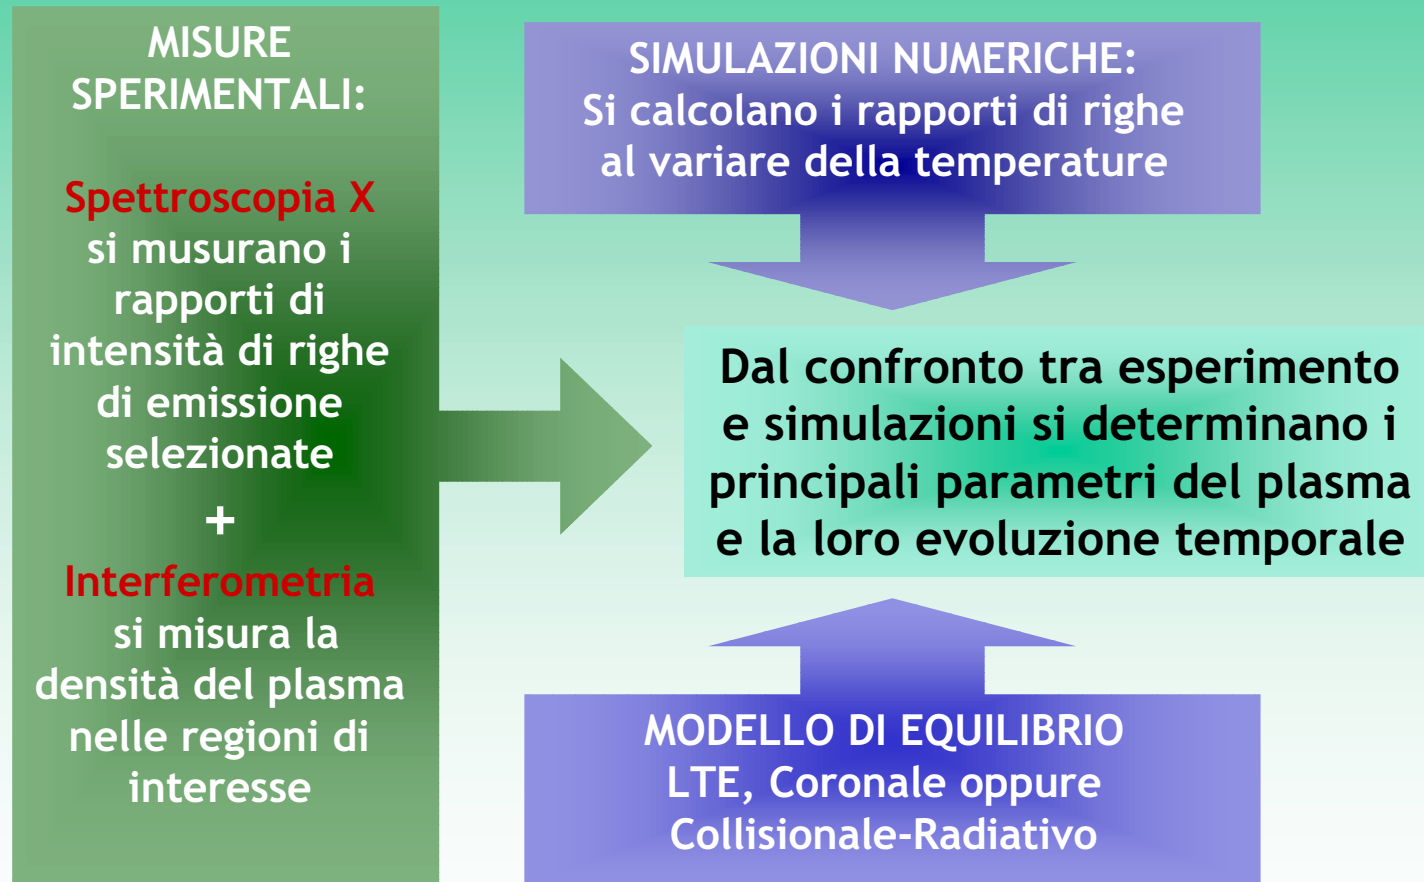 MISURE
SPERIMENTALI:
Spettroscopia X
si musurano i
rapporti di
intensità di righe
di emissione
selezionate
+
Interferometria
si misura la
densità del plasma
nelle regioni di
interesse
SIMULAZIONI NUMERICHE:
Si calcolano i rapporti di righe
al variare della temperature
Dal confronto tra esperimento
e simulazioni si determinano i
principali parametri del plasma
e la loro evoluzione temporale
MODELLO DI EQUILIBRIO
LTE, Coronale oppure
Collisionale-Radiativo